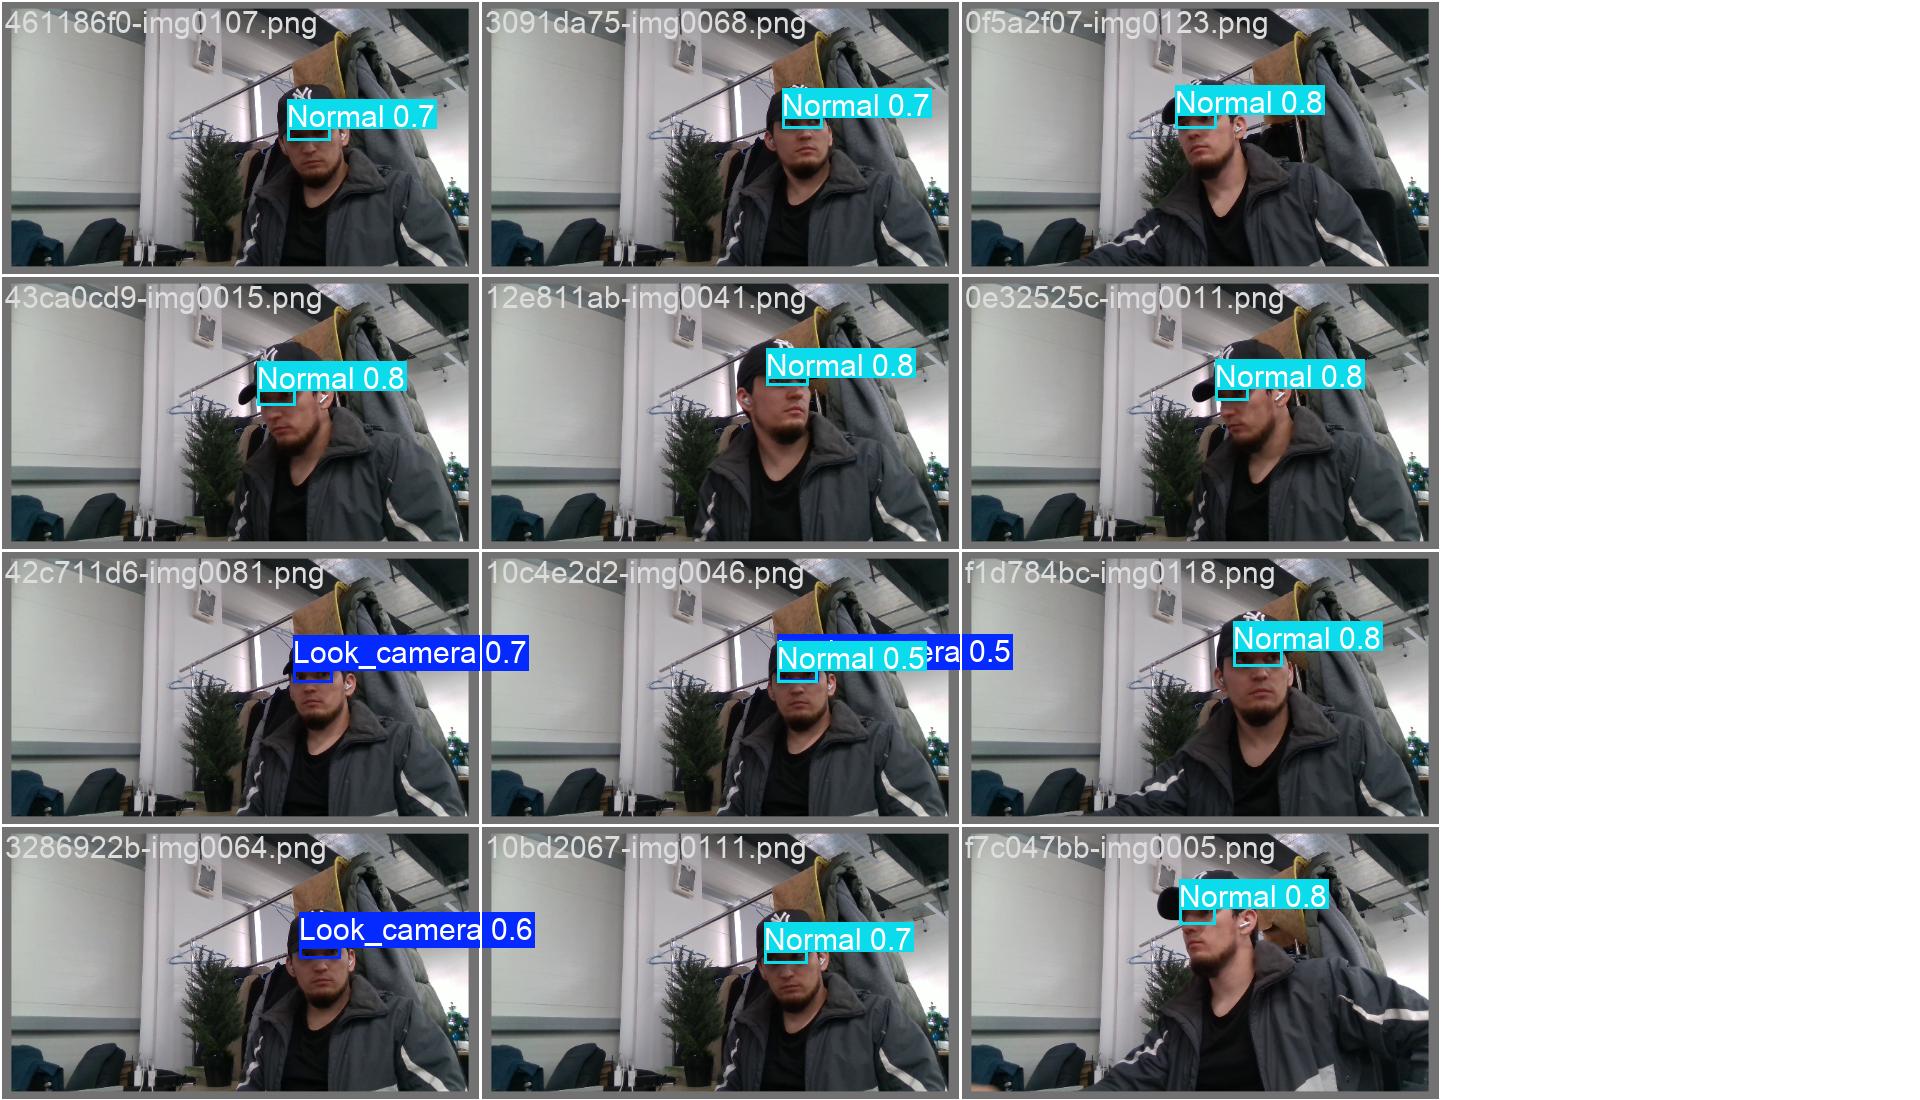 461186f0-img0107.png
Normal 0.7
3091da75-img0068.png
Normal 0.7
0f5a2f07-img0123.png
Normal 0.8
43ca0cd9-img0015.png
Normal 0.8
12e811ab-img0041.png
Normal 0.8
0e32525c-img0011.png
Normal 0.8
42c711d6-img0081.png
Look_camera 0.7
10c4e2d2-img0046.png
Normal 0.5
0.5
f1d784bc-img0118.png
Normal 0.8
3286922b-img0064.png
Look_camera 0.6
10bd2067-img0111.png
Normal 0.7
f7c047bb-img0005.png
Normal 0.8